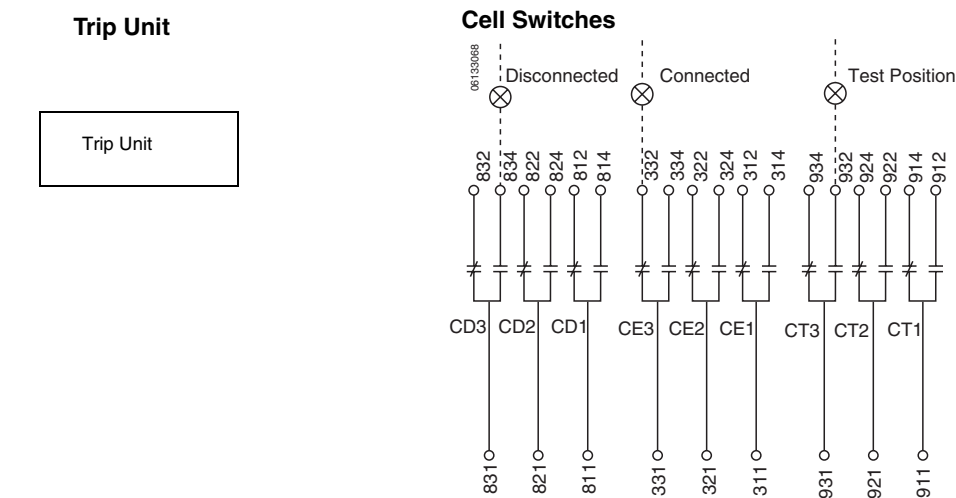 Trip Unit
Cell Switches
06133068
Disconnected
Connected
Test Position
Trip Unit
832 834 822 824 812 814
332 334 322 324 312 314
934 932 924 922 914 912
CD3 CD2 CD1
CE3 CE2 CE1
CT3 CT2 CT1
831 821 811
331 321 311
931 921 911